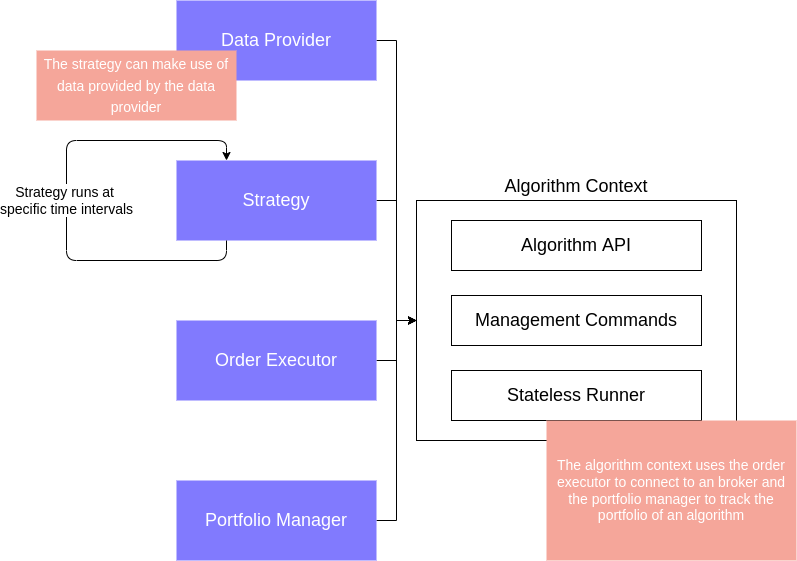 Data Provider
The strategy can make use of
data provided by the data
provider
Strategy runs at
specific time intervals
Strategy
Algorithm Context
Algorithm API
Management Commands
Order Executor
Stateless Runner
The algorithm context uses the order
executor to connect to an broker and
the portfolio manager to track the
portfolio of an algorithm
Portfolio Manager